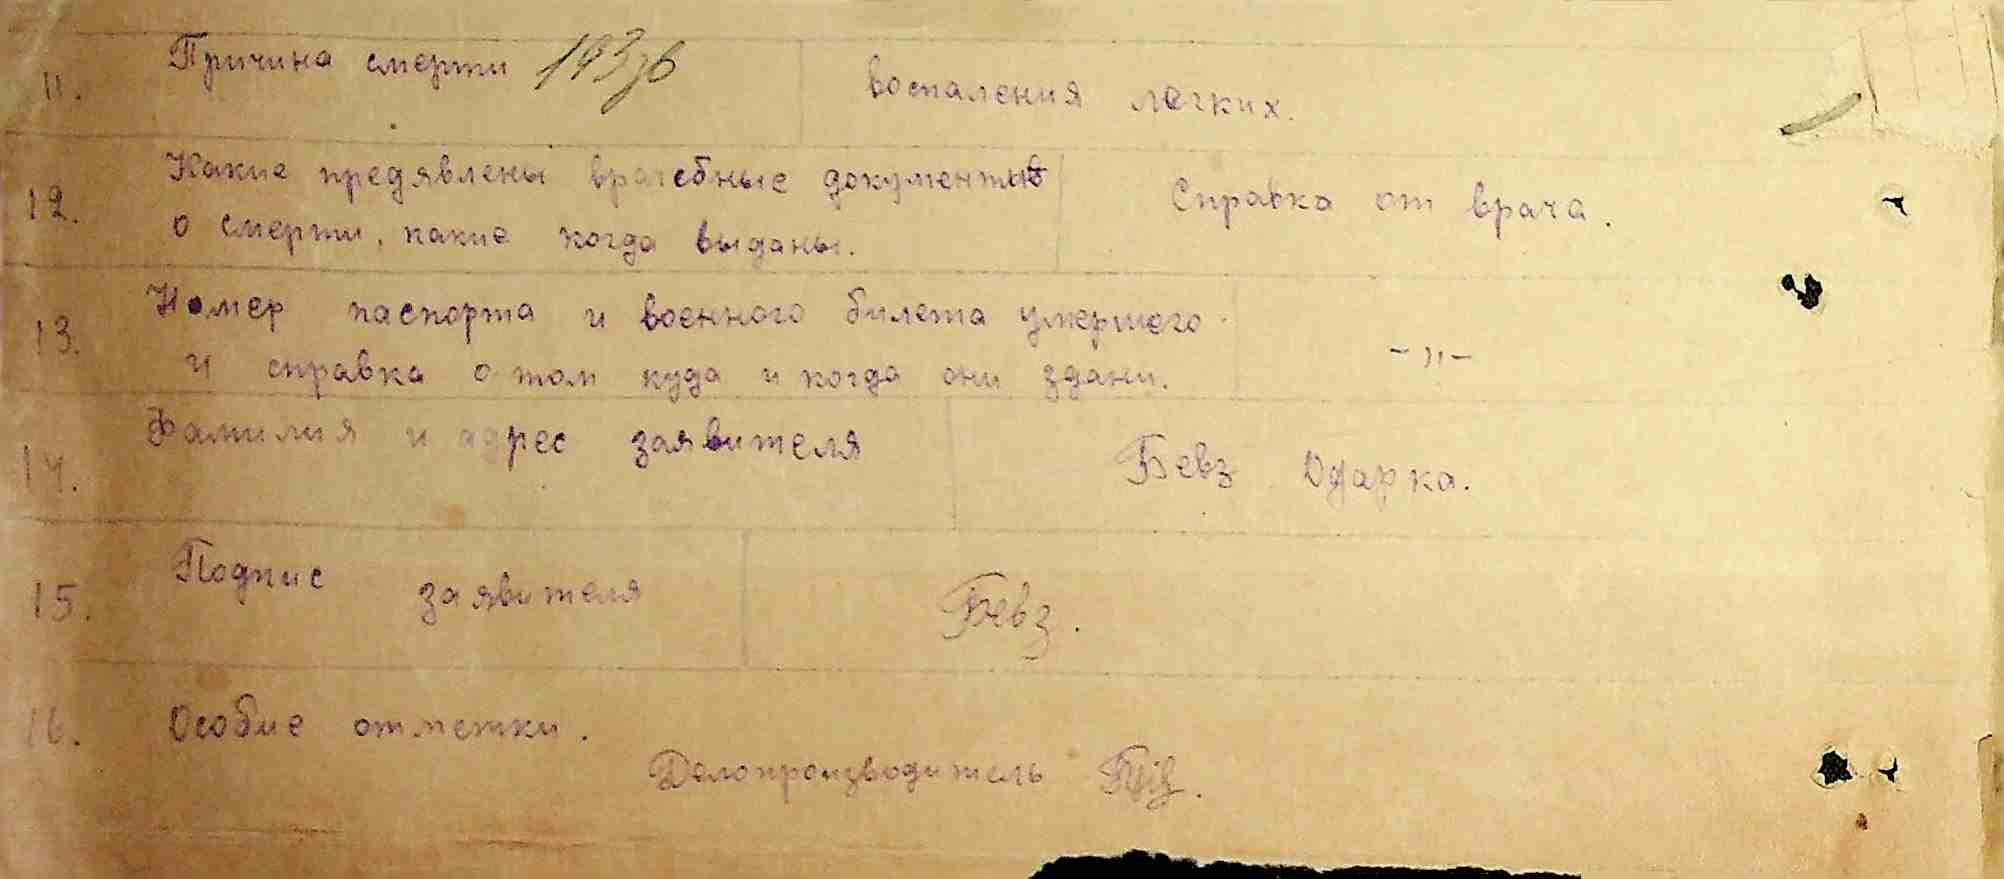 11. Причина смерти воспаления легких.
12. Какие предявлены врачебные документы Справка от врача.
о смерти, какие когда выданы.
13. Номер паспорта и военного билета умершего - " -
и справка о том куда и когда они здани.
14. Фамилия и адрес заявителя Бевз Одарка.
15. Подпис заявителя Бевз.
16. Особие отметки.
Делопроизводитель